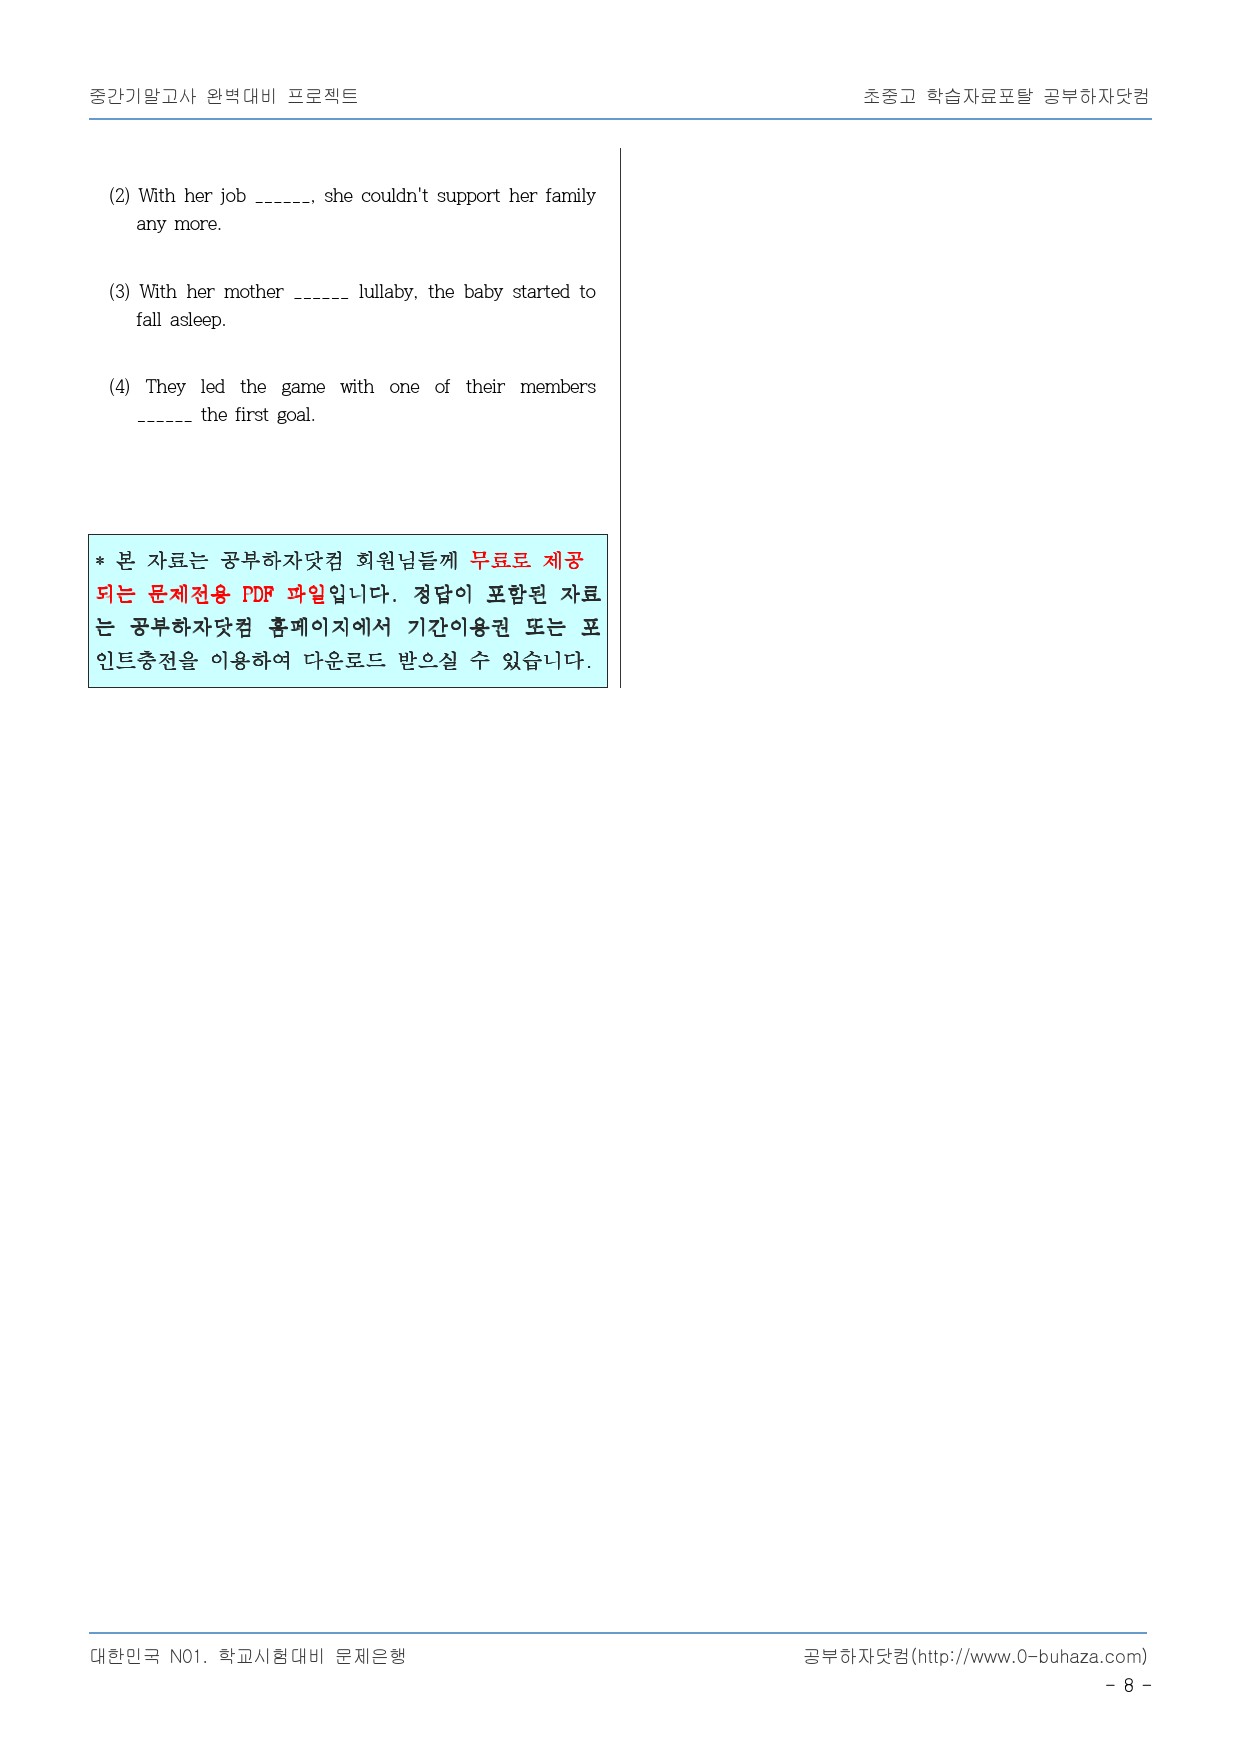 중간기말고사 완벽대비 프로젝트
초중고 학습자료포탈 공부하자닷컴
(2) With her job ______, she couldn't support her family
any more.
(3) With her mother ______ lullaby, the baby started to
fall asleep.
(4) They led the game with one of their members
______ the first goal.
* 본 자료는 공부하자닷컴 회원님들께 무료로 제공
되는 문제전용 PDF 파일입니다. 정답이 포함된 자료
는 공부하자닷컴 홈페이지에서 기간이용권 또는 포
인트충전을 이용하여 다운로드 받으실 수 있습니다.
대한민국 N01. 학교시험대비 문제은행
공부하자닷컴(http://www.0-buhaza.com)
- 8 -